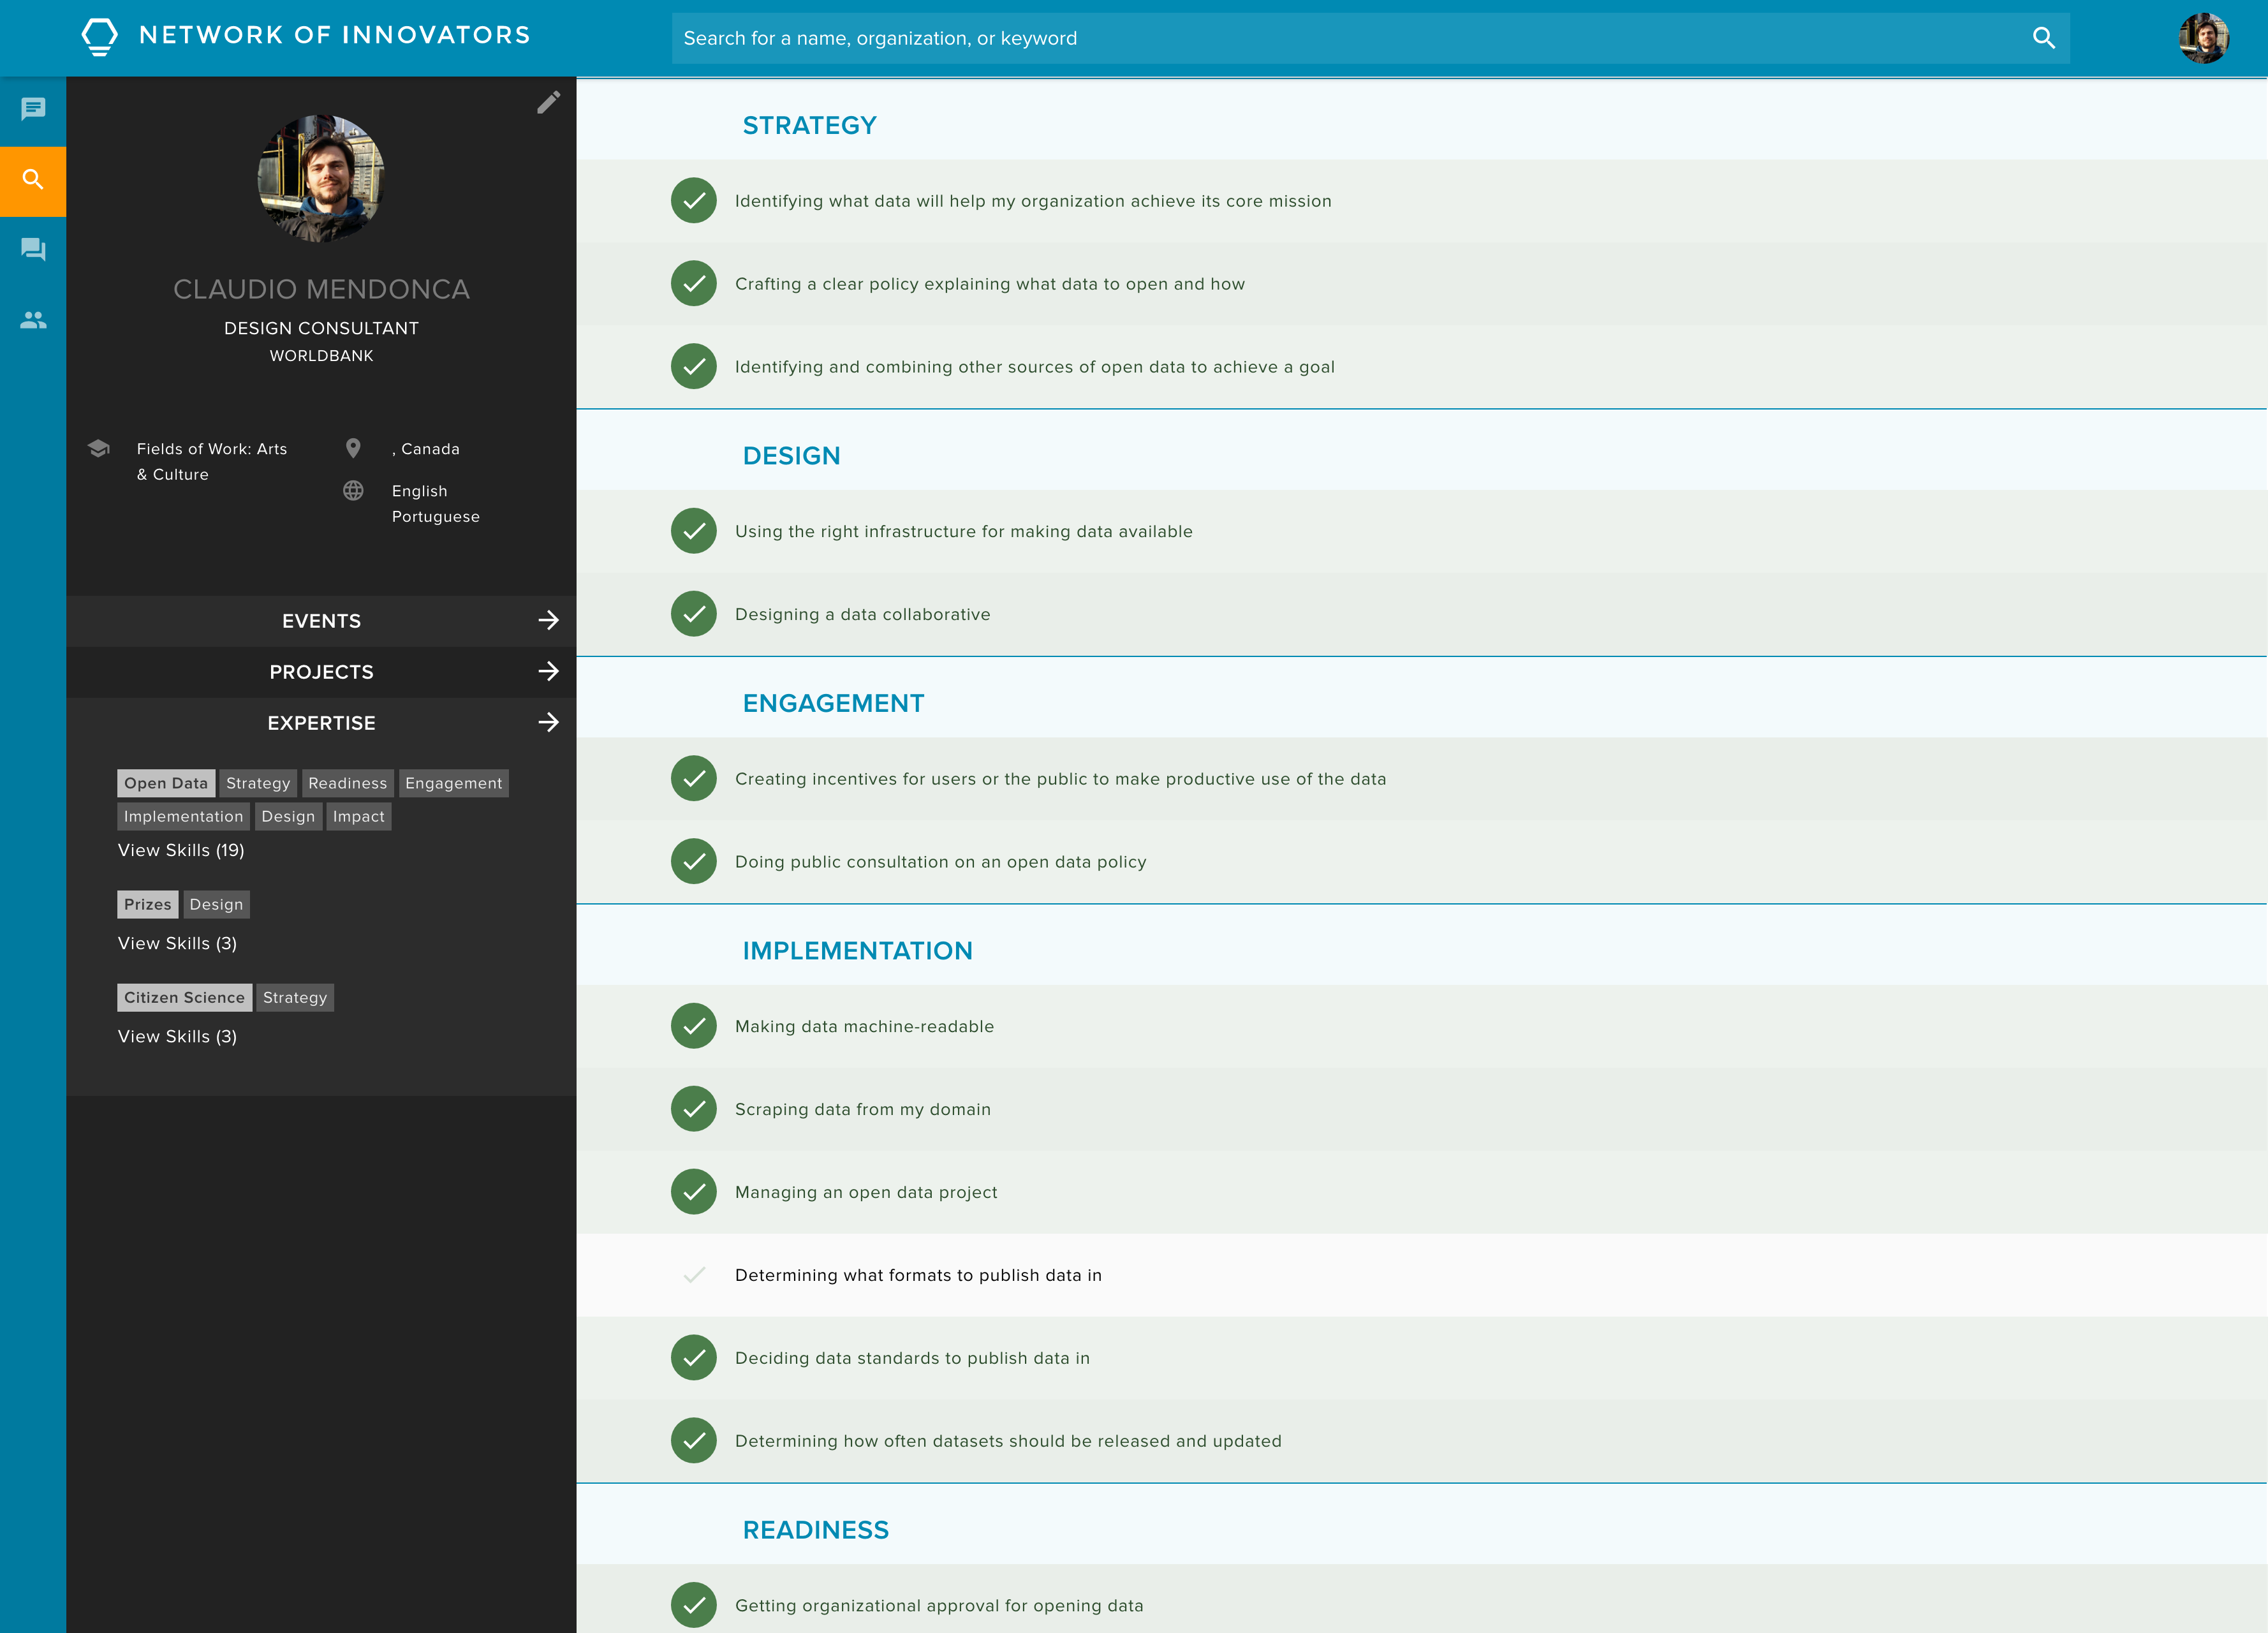 NETWORK OF INNOVATORS
Search for a name, organization, or keyword
CLAUDIO MENDONCA
DESIGN CONSULTANT
WORLDBANK
Fields of Work: Arts
& Culture
, Canada
English
Portuguese
EVENTS
PROJECTS
EXPERTISE
Open Data Strategy Readiness Engagement
Implementation Design Impact
View Skills (19)
Prizes Design
View Skills (3)
Citizen Science Strategy
View Skills (3)
STRATEGY
Identifying what data will help my organization achieve its core mission
Crafting a clear policy explaining what data to open and how
Identifying and combining other sources of open data to achieve a goal
DESIGN
Using the right infrastructure for making data available
Designing a data collaborative
ENGAGEMENT
Creating incentives for users or the public to make productive use of the data
Doing public consultation on an open data policy
IMPLEMENTATION
Making data machine-readable
Scraping data from my domain
Managing an open data project
Determining what formats to publish data in
Deciding data standards to publish data in
Determining how often datasets should be released and updated
READINESS
Getting organizational approval for opening data